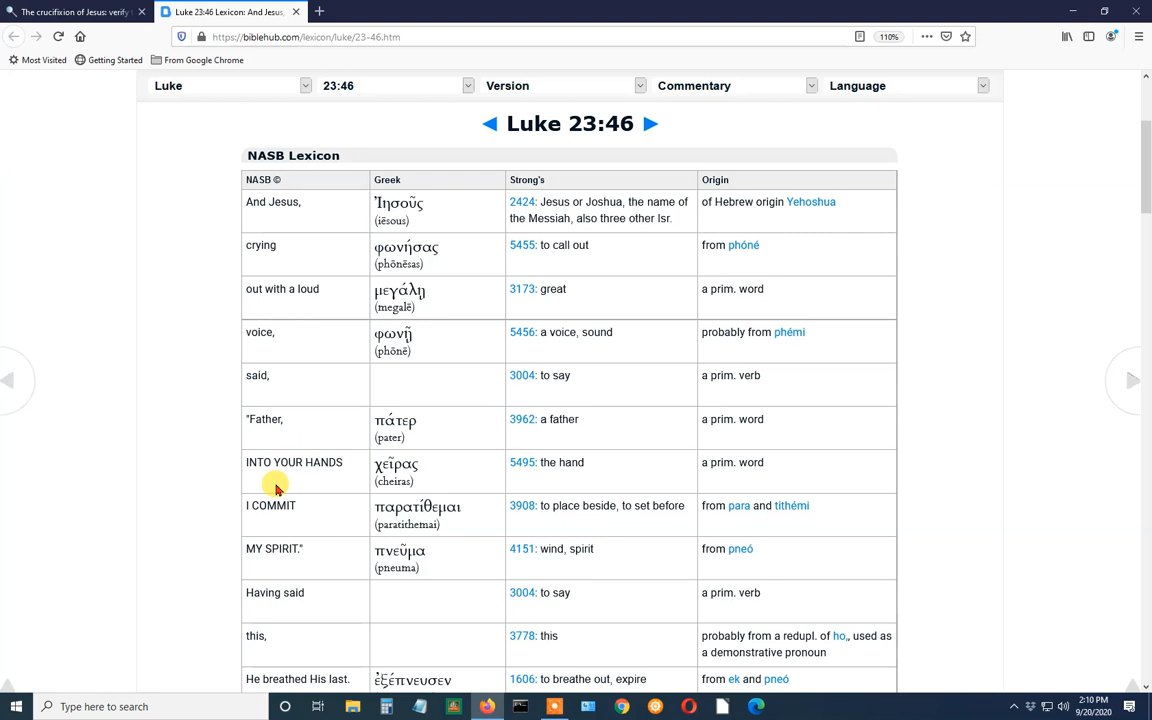 The crucifixion of Jesus: verify
Luke 23:46 Lexicon: And Jesus,
https://biblehub.com/lexicon/luke/23-46.htm
110%
Most Visited
Getting Started
From Google Chrome
Luke
23:46
Version
Commentary
Language
Luke 23:46
NASB Lexicon
NASB © Greek Strong's Origin
And Jesus, Ἰησοῦς 2424: Jesus or Joshua, the name of of Hebrew origin Yehoshua
(iēsous) the Messiah, also three other Isr.
crying φωνήσας 5455: to call out from phóné
(phōnēsas)
out with a loud μεγάλῃ 3173: great a prim. word
(megalē)
voice, φωνῇ 5456: a voice, sound probably from phémi
(phōnē)
said, 3004: to say a prim. verb
"Father, πάτερ 3962: a father a prim. word
(pater)
INTO YOUR HANDS χεῖρας 5495: the hand a prim. word
(cheiras)
I COMMIT παρατίθεμαι 3908: to place beside, to set before from para and tithémi
(paratithemai)
MY SPIRIT." πνεῦμα 4151: wind, spirit from pneó
(pneuma)
Having said 3004: to say a prim. verb
this, 3778: this probably from a redupl. of ho,, used as
a demonstrative pronoun
He breathed His last. ἐξέπνευσεν 1606: to breathe out, expire from ek and pneó
Type here to search
2:10 PM
9/20/2020